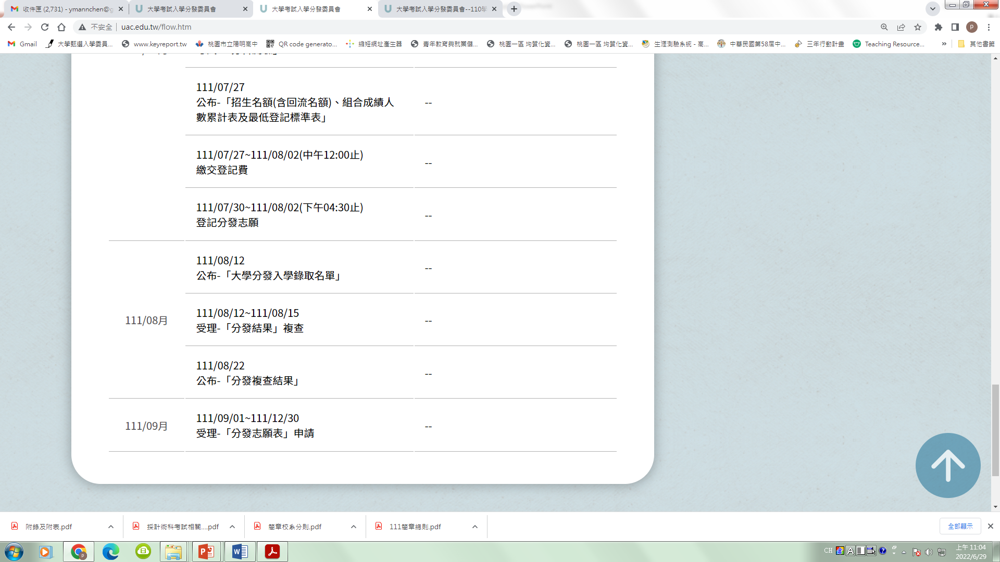 收件匣 (2,731) - ymannchen@g
大學考試入學分發委員會
大學考試入學分發委員會
大學考試入學分發委員會--110學
不安全
uac.edu.tw/flow.htm
Gmail
大學甄選入學委員...
www.keyreport.tw
桃園市立陽明高中
QR code generato...
縮短網址產生器
青年教育與就業儲...
桃園一區 均質化資...
桃園一區 均質化資...
生涯測驗系統 - 高...
中華民國第58屆中...
三年行動計畫
Teaching Resource...
»
其他書籤
111/07/27
公布-「招生名額(含回流名額)、組合成績人
數累計表及最低登記標準表」
--
111/07/27~111/08/02(中午12:00止)
繳交登記費
--
111/07/30~111/08/02(下午04:30止)
登記分發志願
--
111/08月
111/08/12
公布-「大學分發入學錄取名單」
--
111/08/12~111/08/15
受理-「分發結果」複查
--
111/08/22
公布-「分發複查結果」
--
111/09月
111/09/01~111/12/30
受理-「分發志願表」申請
--
附錄及附表.pdf
採計術科考試相關....pdf
簡章校系分則.pdf
111簡章總則.pdf
全部顯示
CH
上午 11:04
2022/6/29